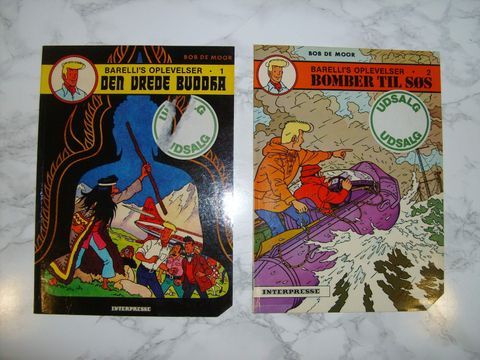 BOB DE MOOR
BARELLI'S OPLEVELSER · 1
DEN VREDE BUDDHA
UDSALG
UDSALG
INTERPRESSE
BOB DE MOOR
BARELLI'S OPLEVELSER · 2
BOMBER TIL SØS
UDSALG
UDSALG
INTERPRESSE